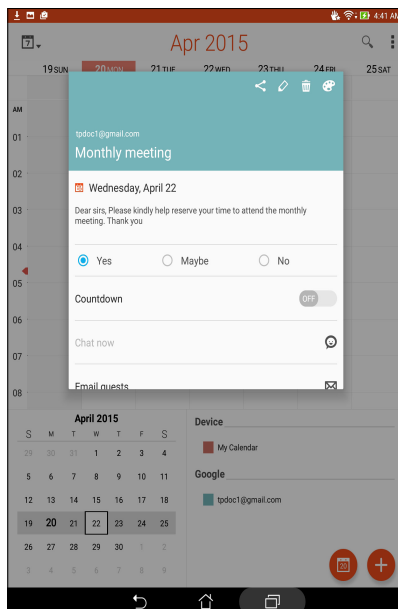 4:41 AM
7
Apr 2015
19 SUN 20 MON 21 TUE 22 WED 23 THU 24 FRI 25 SAT
AM
01
02
03
04
05
06
07
08
tpdoc1@gmail.com
Monthly meeting
Wednesday, April 22
Dear sirs, Please kindly help reserve your time to attend the monthly
meeting. Thank you
Yes Maybe No
Countdown OFF
Chat now
Email guests
April 2015
S M T W T F S
29 30 31 1 2 3 4
5 6 7 8 9 10 11
12 13 14 15 16 17 18
19 20 21 22 23 24 25
26 27 28 29 30 1 2
3 4 5 6 7 8 9
Device
My Calendar
Google
tpdoc1@gmail.com
20